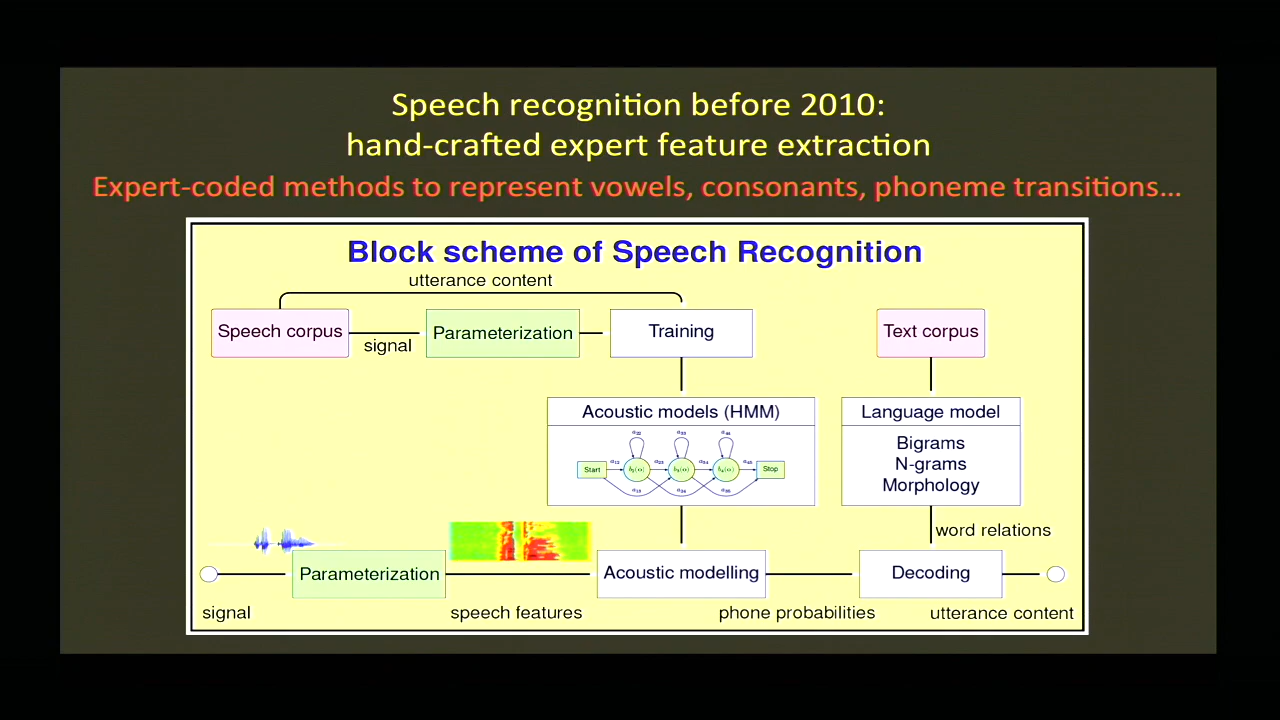 Speech recognition before 2010:
hand-crafted expert feature extraction
Expert-coded methods to represent vowels, consonants, phoneme transitions...
Block scheme of Speech Recognition
utterance content
Speech corpus
signal
Parameterization
Training
Text corpus
Acoustic models (HMM)
Start
Stop
Language model
Bigrams
N-grams
Morphology
word relations
Parameterization
Acoustic modelling
Decoding
signal
speech features
phone probabilities
utterance content